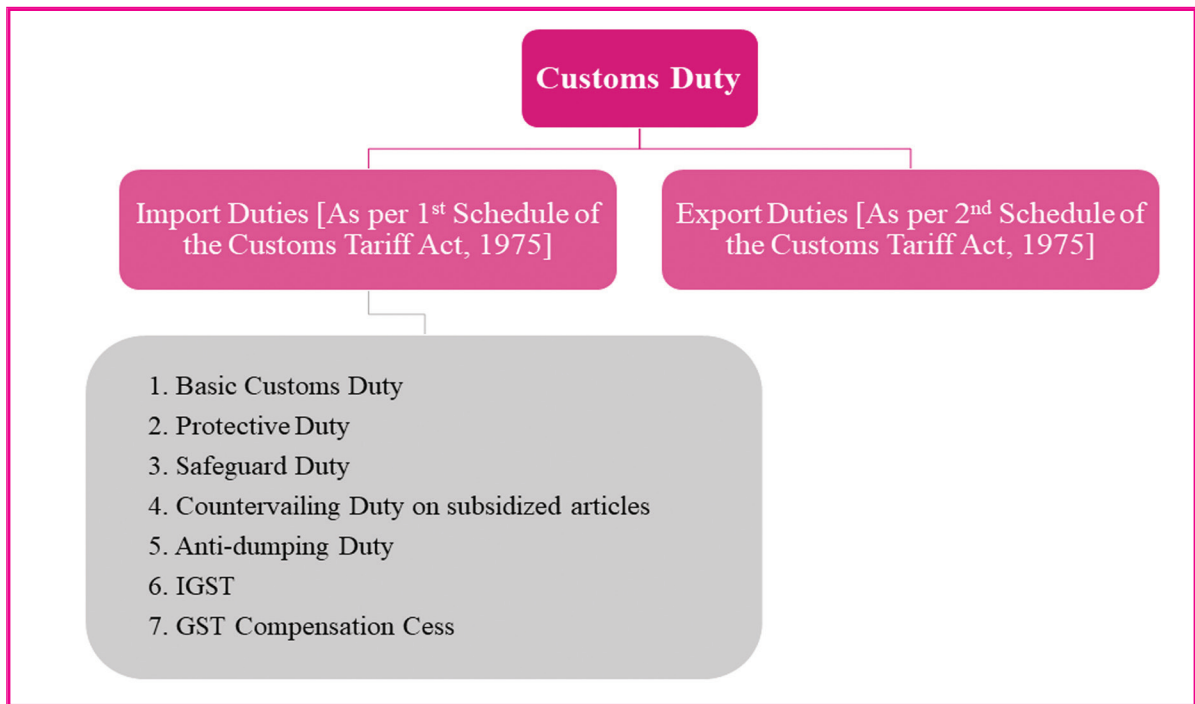 Customs Duty
Import Duties [As per 1st Schedule of
the Customs Tariff Act, 1975]
Export Duties [As per 2nd Schedule of
the Customs Tariff Act, 1975]
1. Basic Customs Duty
2. Protective Duty
3. Safeguard Duty
4. Countervailing Duty on subsidized articles
5. Anti-dumping Duty
6. IGST
7. GST Compensation Cess